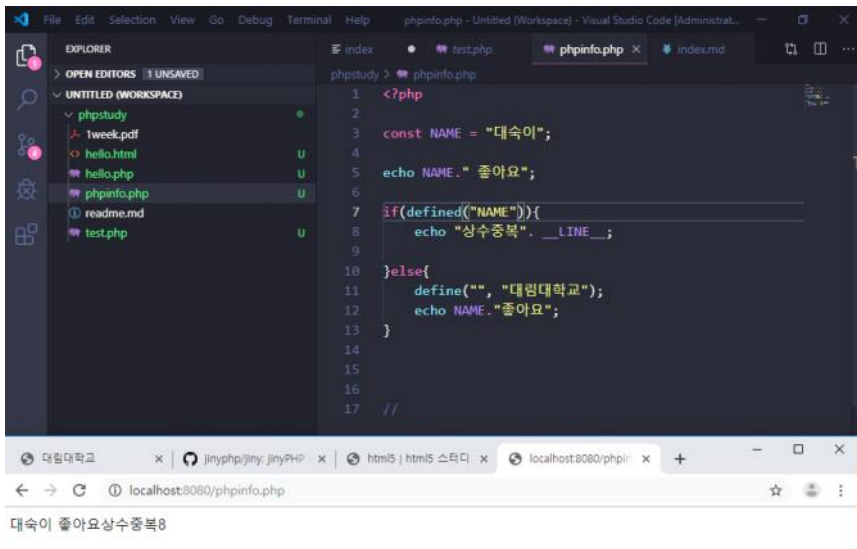 File Edit Selection View Go Debug Terminal Help phpinfo.php - Untitled (Workspace) - Visual Studio Code [Administrat...
EXPLORER
OPEN EDITORS 1 UNSAVED
UNTITLED (WORKSPACE)
phpstudy
1week.pdf
hello.html U
hello.php U
phpinfo.php U
readme.md
test.php U
index test.php phpinfo.php index.md
phpstudy > phpinfo.php
1 <?php
2
3 const NAME = "대숙이";
4
5 echo NAME." 좋아요";
6
7 if(defined("NAME")){
8 echo "상수중복". __LINE__;
9
10 }else{
11 define("", "대림대학교");
12 echo NAME."좋아요";
13 }
14
15
16
17 //
1
4
대림대학교 jinyphp/jiny: jinyPHP html5 | html5 스터디 localhost:8080/phpin
localhost:8080/phpinfo.php
대숙이 좋아요상수중복8